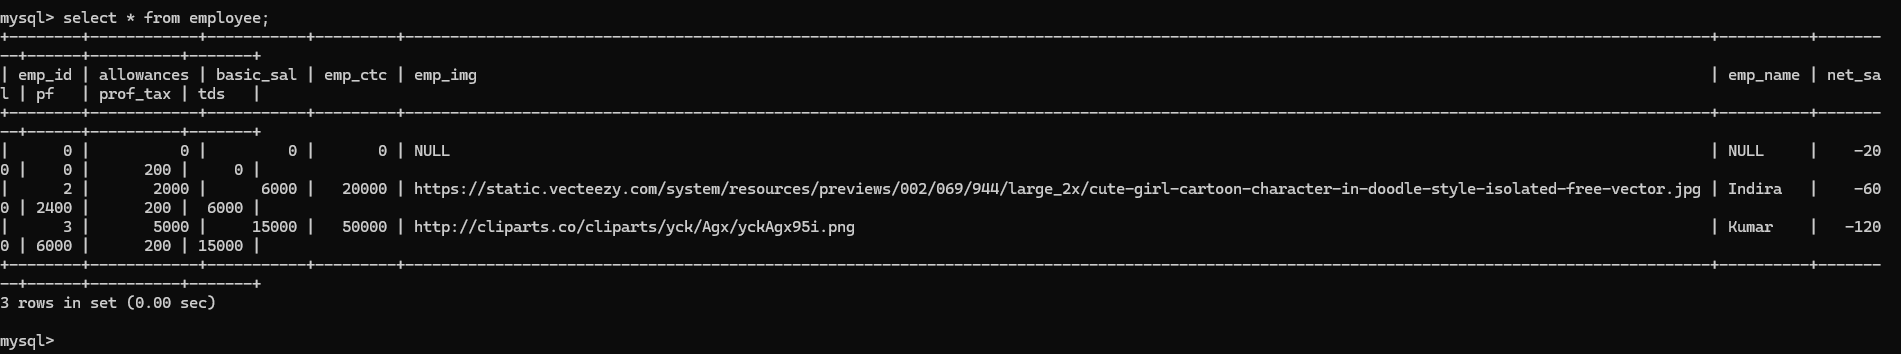 mysql> select * from employee;
+--------+------------+-----------+---------+-------------------------------------------------------------------------------------------------------------------------------------------------+----------+-------
--+------+----------+-------+
| emp_id | allowances | basic_sal | emp_ctc | emp_img                                                                                                                                         | emp_name | net_sa
l | pf   | prof_tax | tds   |
+--------+------------+-----------+---------+-------------------------------------------------------------------------------------------------------------------------------------------------+----------+-------
--+------+----------+-------+
|      0 |          0 |         0 |       0 | NULL                                                                                                                                            | NULL     |    -20
0 |    0 |      200 |     0 |
|      2 |       2000 |      6000 |   20000 | https://static.vecteezy.com/system/resources/previews/002/069/944/large_2x/cute-girl-cartoon-character-in-doodle-style-isolated-free-vector.jpg | Indira   |    -60
0 | 2400 |      200 |  6000 |
|      3 |       5000 |     15000 |   50000 | http://cliparts.co/cliparts/yck/Agx/yckAgx95i.png                                                                                               | Kumar    |   -120
0 | 6000 |      200 | 15000 |
+--------+------------+-----------+---------+-------------------------------------------------------------------------------------------------------------------------------------------------+----------+-------
--+------+----------+-------+
3 rows in set (0.00 sec)
mysql>